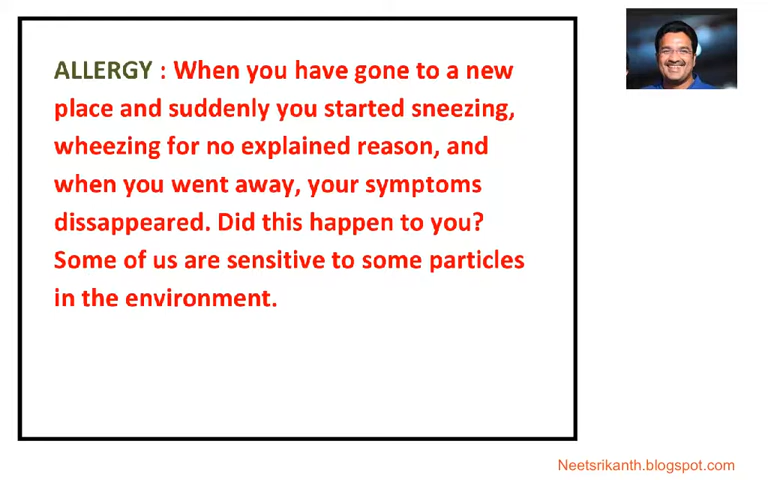 ALLERGY : When you have gone to a new
place and suddenly you started sneezing,
wheezing for no explained reason, and
when you went away, your symptoms
dissappeared. Did this happen to you?
Some of us are sensitive to some particles
in the environment.
Neetsrikanth.blogspot.com